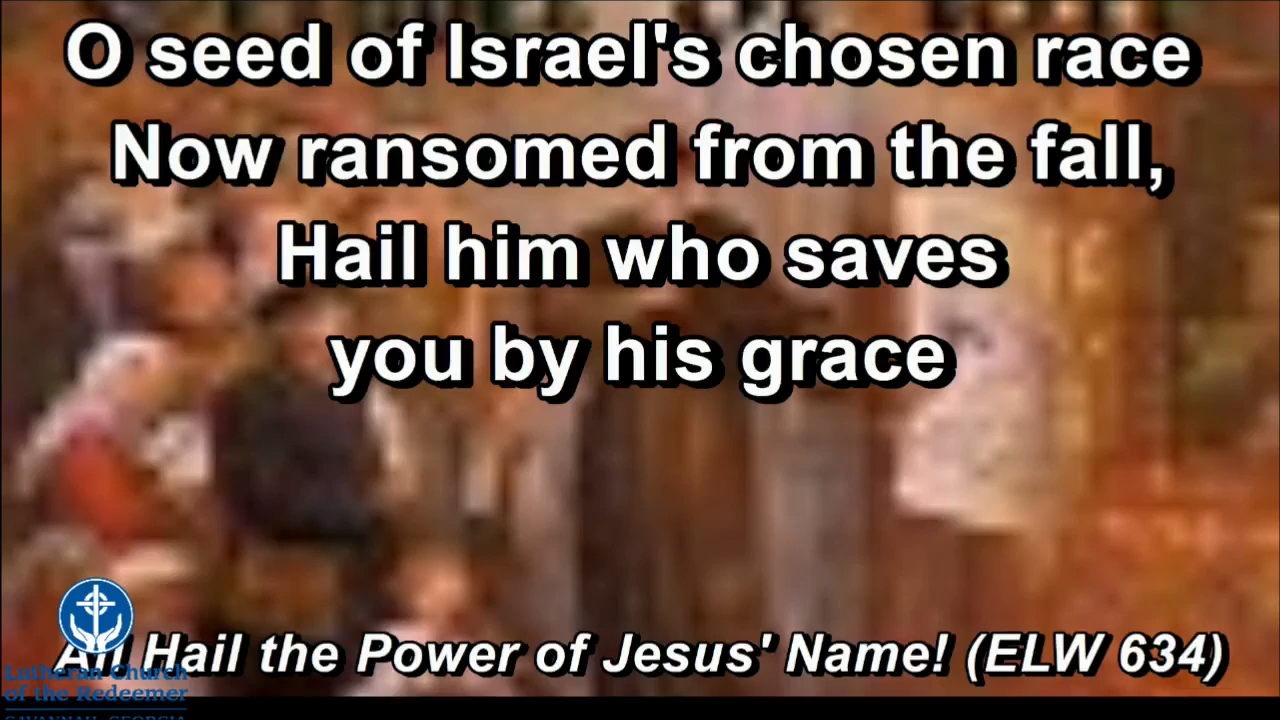 O seed of Israel's chosen race
Now ransomed from the fall,
Hail him who saves
you by his grace
All Hail the Power of Jesus' Name! (ELW 634)
Lutheran Church
of the Redeemer
SAVANNAH, GEORGIA